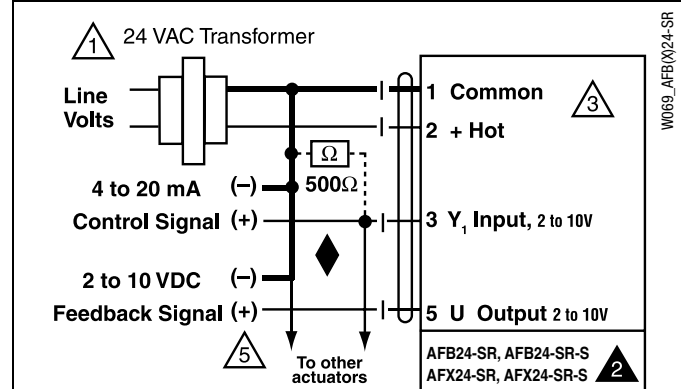 1 24 VAC Transformer
W069_AFB(X)24-SR
Line
Volts
1 Common
3
2 + Hot
Ω
500Ω
4 to 20 mA (–)
Control Signal (+)
3 Y₁ Input, 2 to 10V
2 to 10 VDC (–)
Feedback Signal (+)
5 U Output 2 to 10V
5
To other
actuators
AFB24-SR, AFB24-SR-S
AFX24-SR, AFX24-SR-S
2